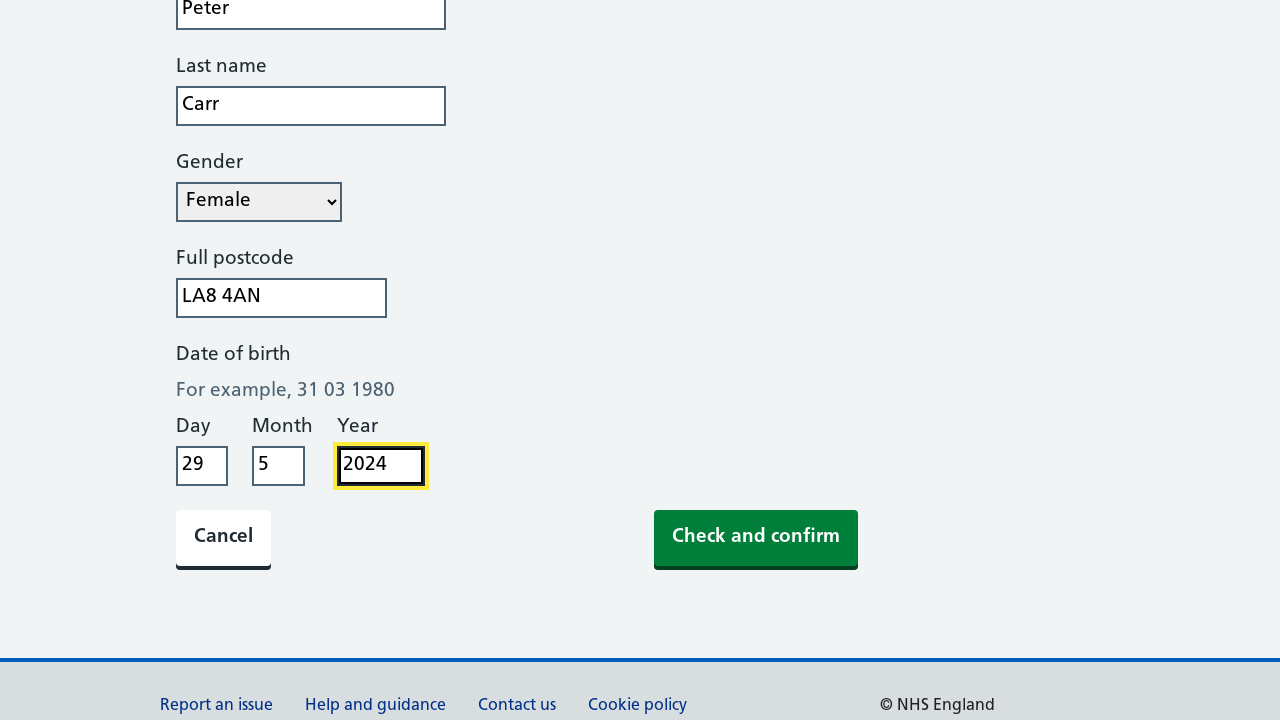 Peter
Last name
Carr
Gender
Female
Full postcode
LA8 4AN
Date of birth
For example, 31 03 1980
Day Month Year
29 5 2024
Cancel Check and confirm
Report an issue Help and guidance Contact us Cookie policy © NHS England